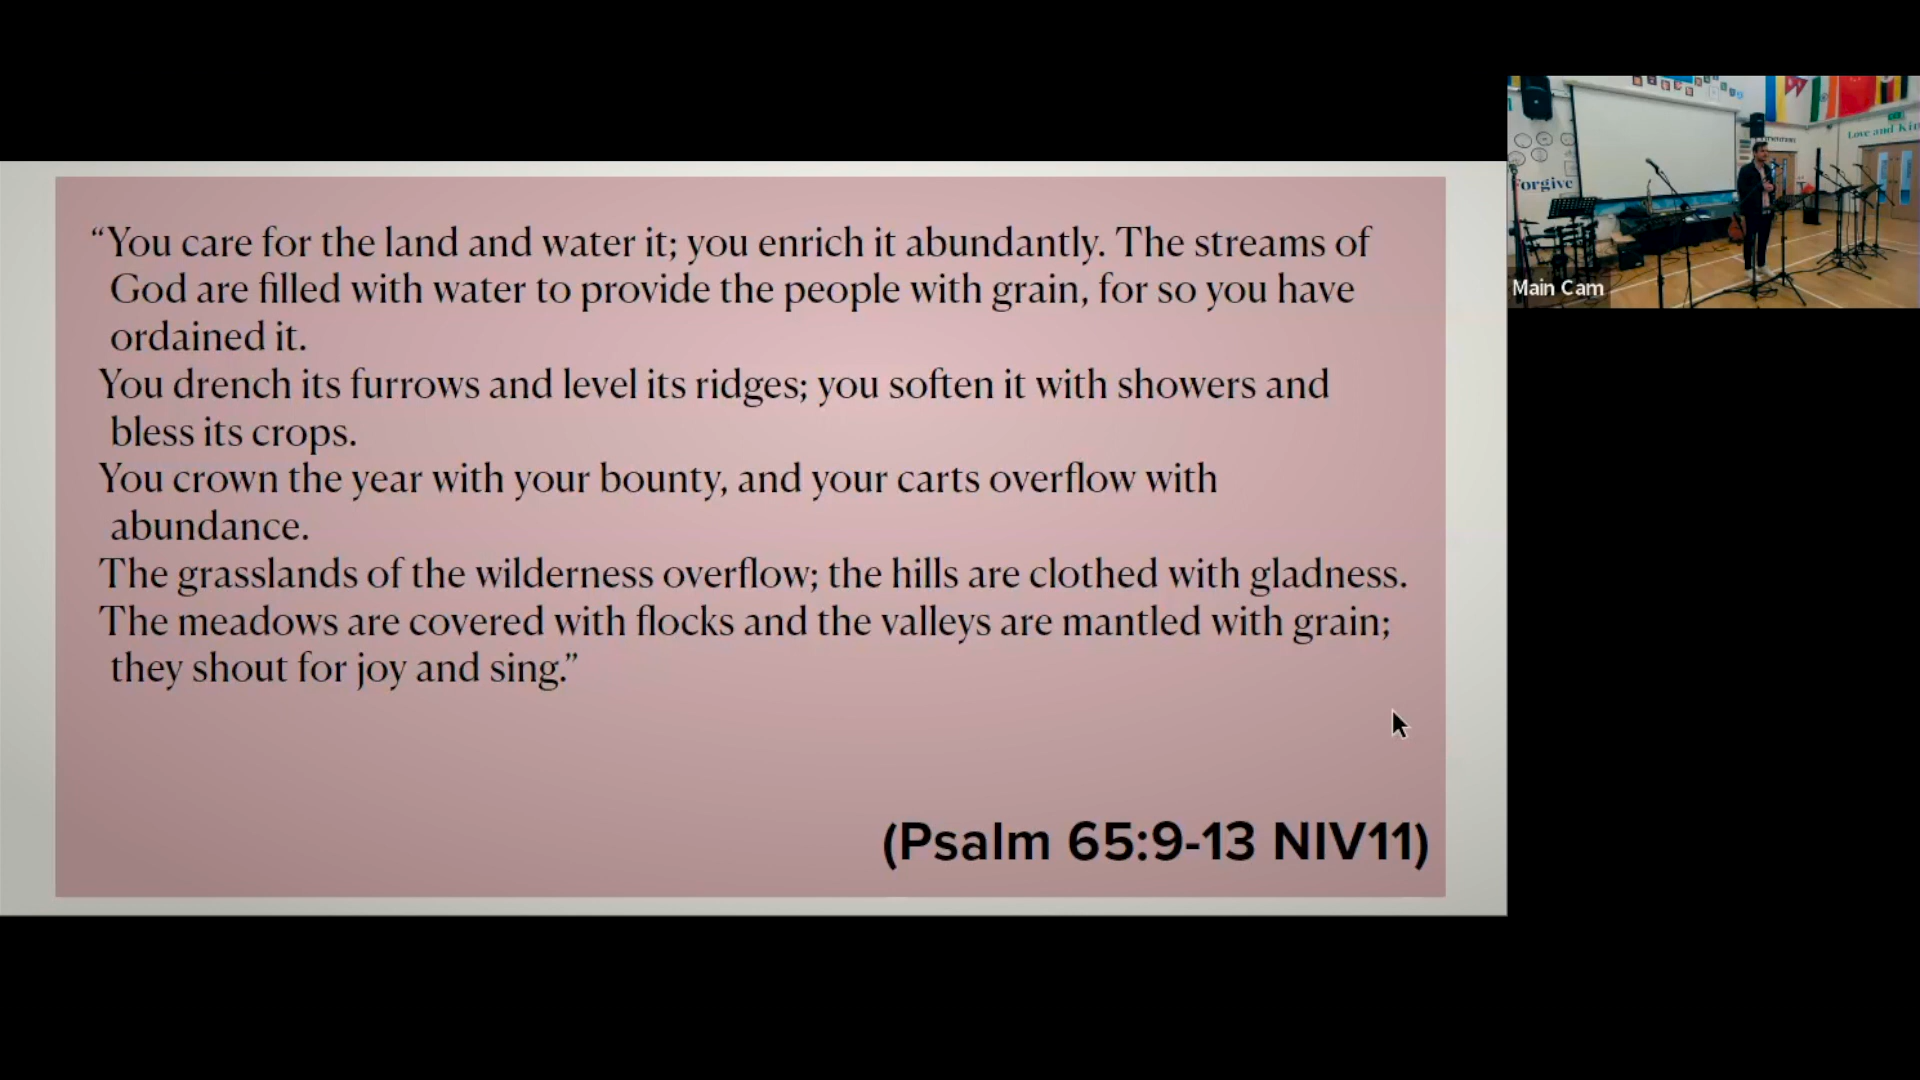 “You care for the land and water it; you enrich it abundantly. The streams of
God are filled with water to provide the people with grain, for so you have
ordained it.
You drench its furrows and level its ridges; you soften it with showers and
bless its crops.
You crown the year with your bounty, and your carts overflow with
abundance.
The grasslands of the wilderness overflow; the hills are clothed with gladness.
The meadows are covered with flocks and the valleys are mantled with grain;
they shout for joy and sing.”
(Psalm 65:9-13 NIV11)
Love and
Forgive
Main Cam